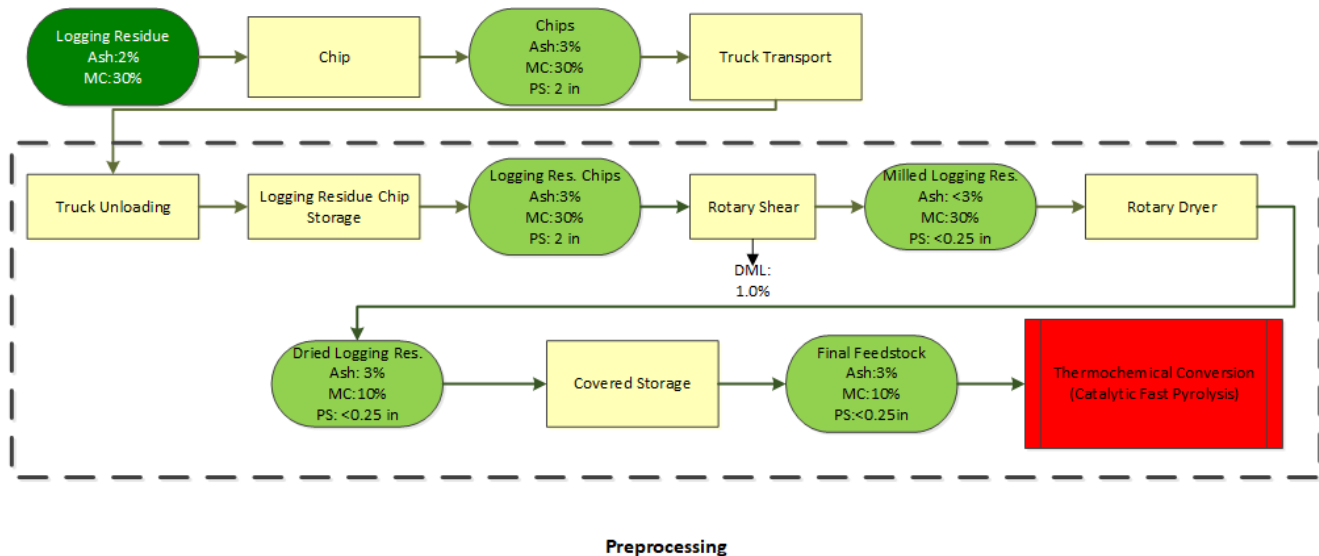 Logging Residue
Ash:2%
MC:30%
Chip
Chips
Ash:3%
MC:30%
PS: 2 in
Truck Transport
Truck Unloading
Logging Residue Chip
Storage
Logging Res. Chips
Ash:3%
MC:30%
PS: 2 in
Rotary Shear
DML:
1.0%
Milled Logging Res.
Ash: <3%
MC:30%
PS: <0.25 in
Rotary Dryer
Dried Logging Res.
Ash: 3%
MC:10%
PS: <0.25 in
Covered Storage
Final Feedstock
Ash:3%
MC:10%
PS:<0.25in
Thermochemical Conversion
(Catalytic Fast Pyrolysis)
Preprocessing